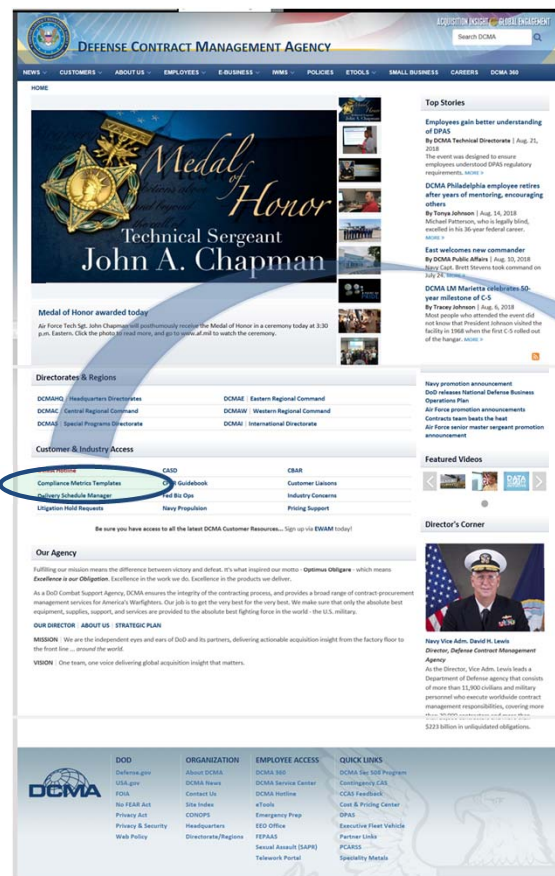 ACQUISITION INSIGHT GLOBAL ENGAGEMENT
DEFENSE CONTRACT MANAGEMENT AGENCY
Search DCMA
NEWS CUSTOMERS ABOUT US EMPLOYEES E-BUSINESS IWMS POLICIES ETOOLS SMALL BUSINESS CAREERS DCMA 360
HOME
Medal
of
Honor
Technical Sergeant
John A. Chapman
Medal of Honor awarded today
Air Force Tech Sgt. John Chapman will posthumously receive the Medal of Honor in a ceremony today at 3:30
p.m. Eastern. Click the photo to read more, and go to www.af.mil to watch the ceremony.
Top Stories
Employees gain better understanding
of DPAS
By DCMA Technical Directorate | Aug. 21,
2018
The event was designed to ensure
employees understood DPAS regulatory
requirements. MORE >
DCMA Philadelphia employee retires
after years of mentoring, encouraging
others
By Tonya Johnson | Aug. 14, 2018
Michael Patterson, who is legally blind,
excelled in his 36-year federal career.
MORE >
East welcomes new commander
By DCMA Public Affairs | Aug. 10, 2018
Navy Capt. Brett Stevens took command on
July 24. MORE >
DCMA LM Marietta celebrates 50-
year milestone of C-5
By Tracey Johnson | Aug. 6, 2018
Most people who attended the event did
not know that President Johnson visited the
facility in 1968 when the first C-5 rolled out
of the hangar. MORE >
Directorates & Regions
DCMAHQ | Headquarters Directorates DCMAE | Eastern Regional Command
DCMAC | Central Regional Command DCMAW | Western Regional Command
DCMAS | Special Programs Directorate DCMAI | International Directorate
Customer & Industry Access
Hotline CASD CBAR
Compliance Metrics Templates Guidebook Customer Liaisons
Delivery Schedule Manager Fed Biz Ops Industry Concerns
Litigation Hold Requests Navy Propulsion Pricing Support
Be sure you have access to all the latest DCMA Customer Resources... Sign up via EWAM today!
Navy promotion announcement
DoD releases National Defense Business
Operations Plan
Air Force promotion announcements
Contracts team beats the heat
Air Force senior master sergeant promotion
announcement
Featured Videos
DATA
Our Agency
Fulfilling our mission means the difference between victory and defeat. It's what inspired our motto - Optimus Obligare - which means
Excellence is our Obligation. Excellence in the work we do. Excellence in the products we deliver.
As a DoD Combat Support Agency, DCMA ensures the integrity of the contracting process, and provides a broad range of contract-procurement
management services for America's Warfighters. Our job is to get the very best for the very best. We make sure that only the absolute best
equipment, supplies, support, and services are provided to the absolute best fighting force in the world - the U.S. military.
OUR DIRECTOR | ABOUT US | STRATEGIC PLAN
MISSION | We are the independent eyes and ears of DoD and its partners, delivering actionable acquisition insight from the factory floor to
the front line ... around the world.
VISION | One team, one voice delivering global acquisition insight that matters.
Director's Corner
Navy Vice Adm. David H. Lewis
Director, Defense Contract Management
Agency
As the Director, Vice Adm. Lewis leads a
Department of Defense agency that consists
of more than 11,900 civilians and military
personnel who execute worldwide contract
management responsibilities, covering more
$223 billion in unliquidated obligations.
DCMA
DOD
Defense.gov
USA.gov
FOIA
No FEAR Act
Privacy Act
Privacy & Security
Web Policy
ORGANIZATION
About DCMA
DCMA News
Contact Us
Site Index
CONOPS
Headquarters
Directorate/Regions
EMPLOYEE ACCESS
DCMA 360
DCMA Service Center
DCMA Hotline
eTools
Emergency Prep
EEO Office
FEPAAS
Sexual Assault (SAPR)
Telework Portal
QUICK LINKS
DCMA Sec 508 Program
Contingency CAS
CCAS Feedback
Cost & Pricing Center
DPAS
Executive Fleet Vehicle
Partner Links
PCARSS
Speciality Metals